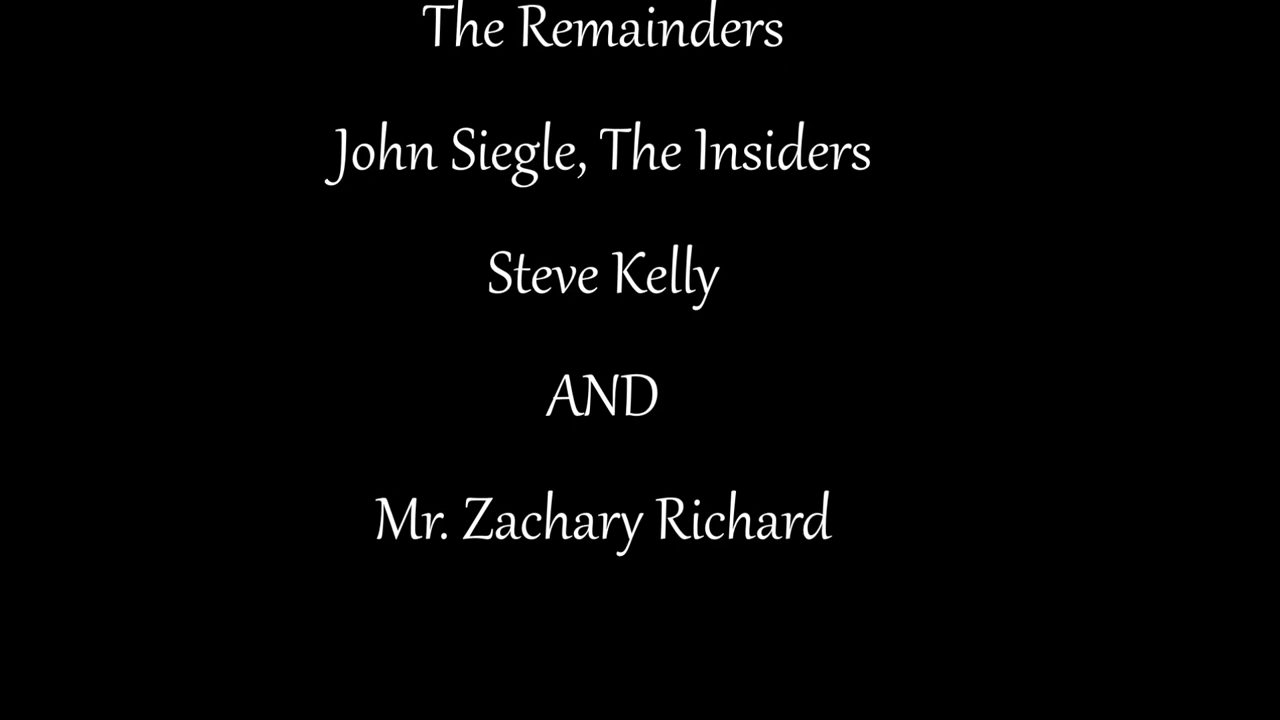 The Remainders
John Siegle, The Insiders
Steve Kelly
AND
Mr. Zachary Richard